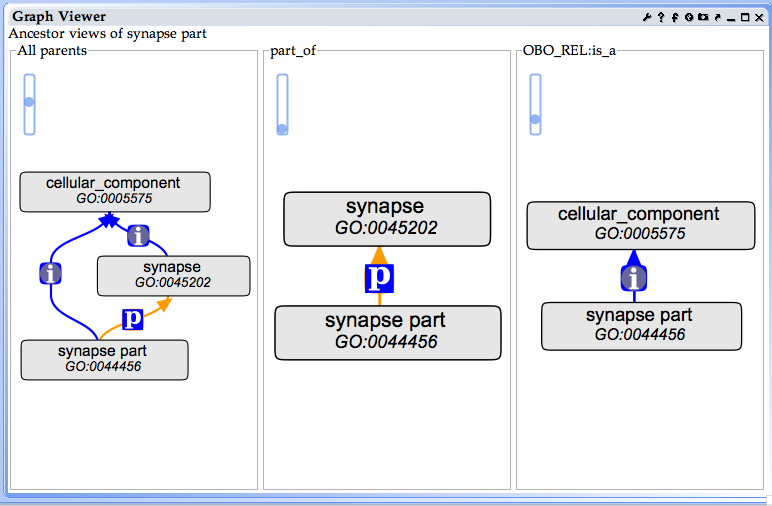 Graph Viewer
Ancestor views of synapse part
All parents
cellular_component
GO:0005575
i
i
synapse
GO:0045202
p
synapse part
GO:0044456
part_of
synapse
GO:0045202
p
synapse part
GO:0044456
OBO_REL:is_a
cellular_component
GO:0005575
i
synapse part
GO:0044456